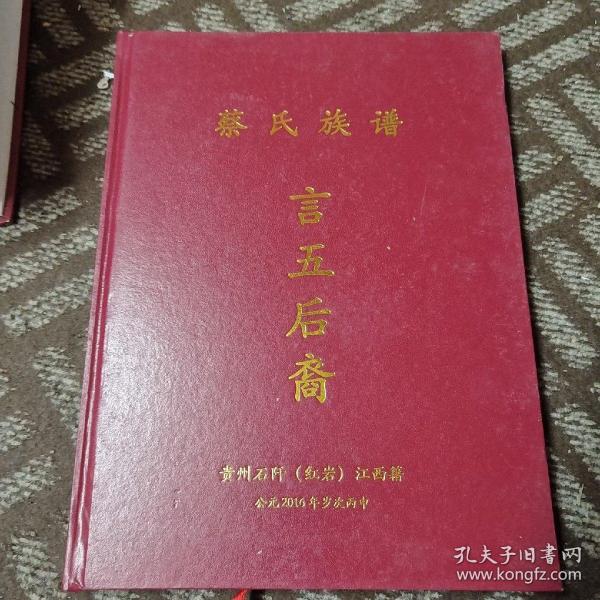 蔡氏族谱
言五后裔
贵州石阡（红岩）江西籍
公元2016年岁次丙申
孔夫子旧书网
www.kongfz.com